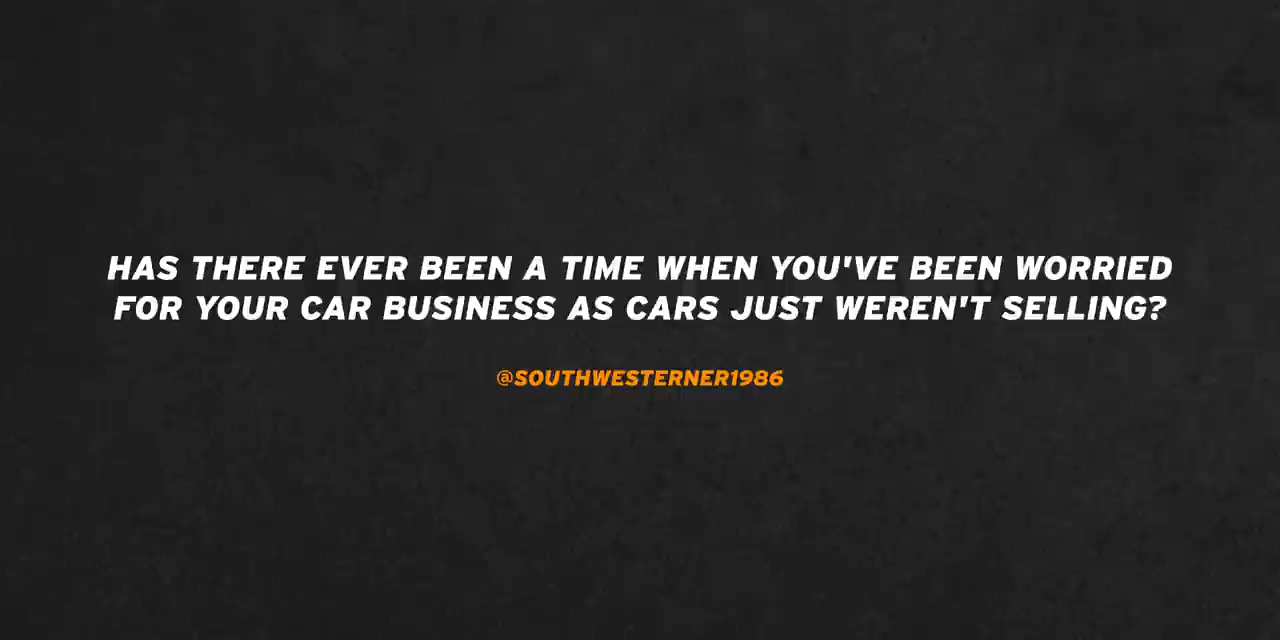 HAS THERE EVER BEEN A TIME WHEN YOU'VE BEEN WORRIED
FOR YOUR CAR BUSINESS AS CARS JUST WEREN'T SELLING?
@SOUTHWESTERNER1986